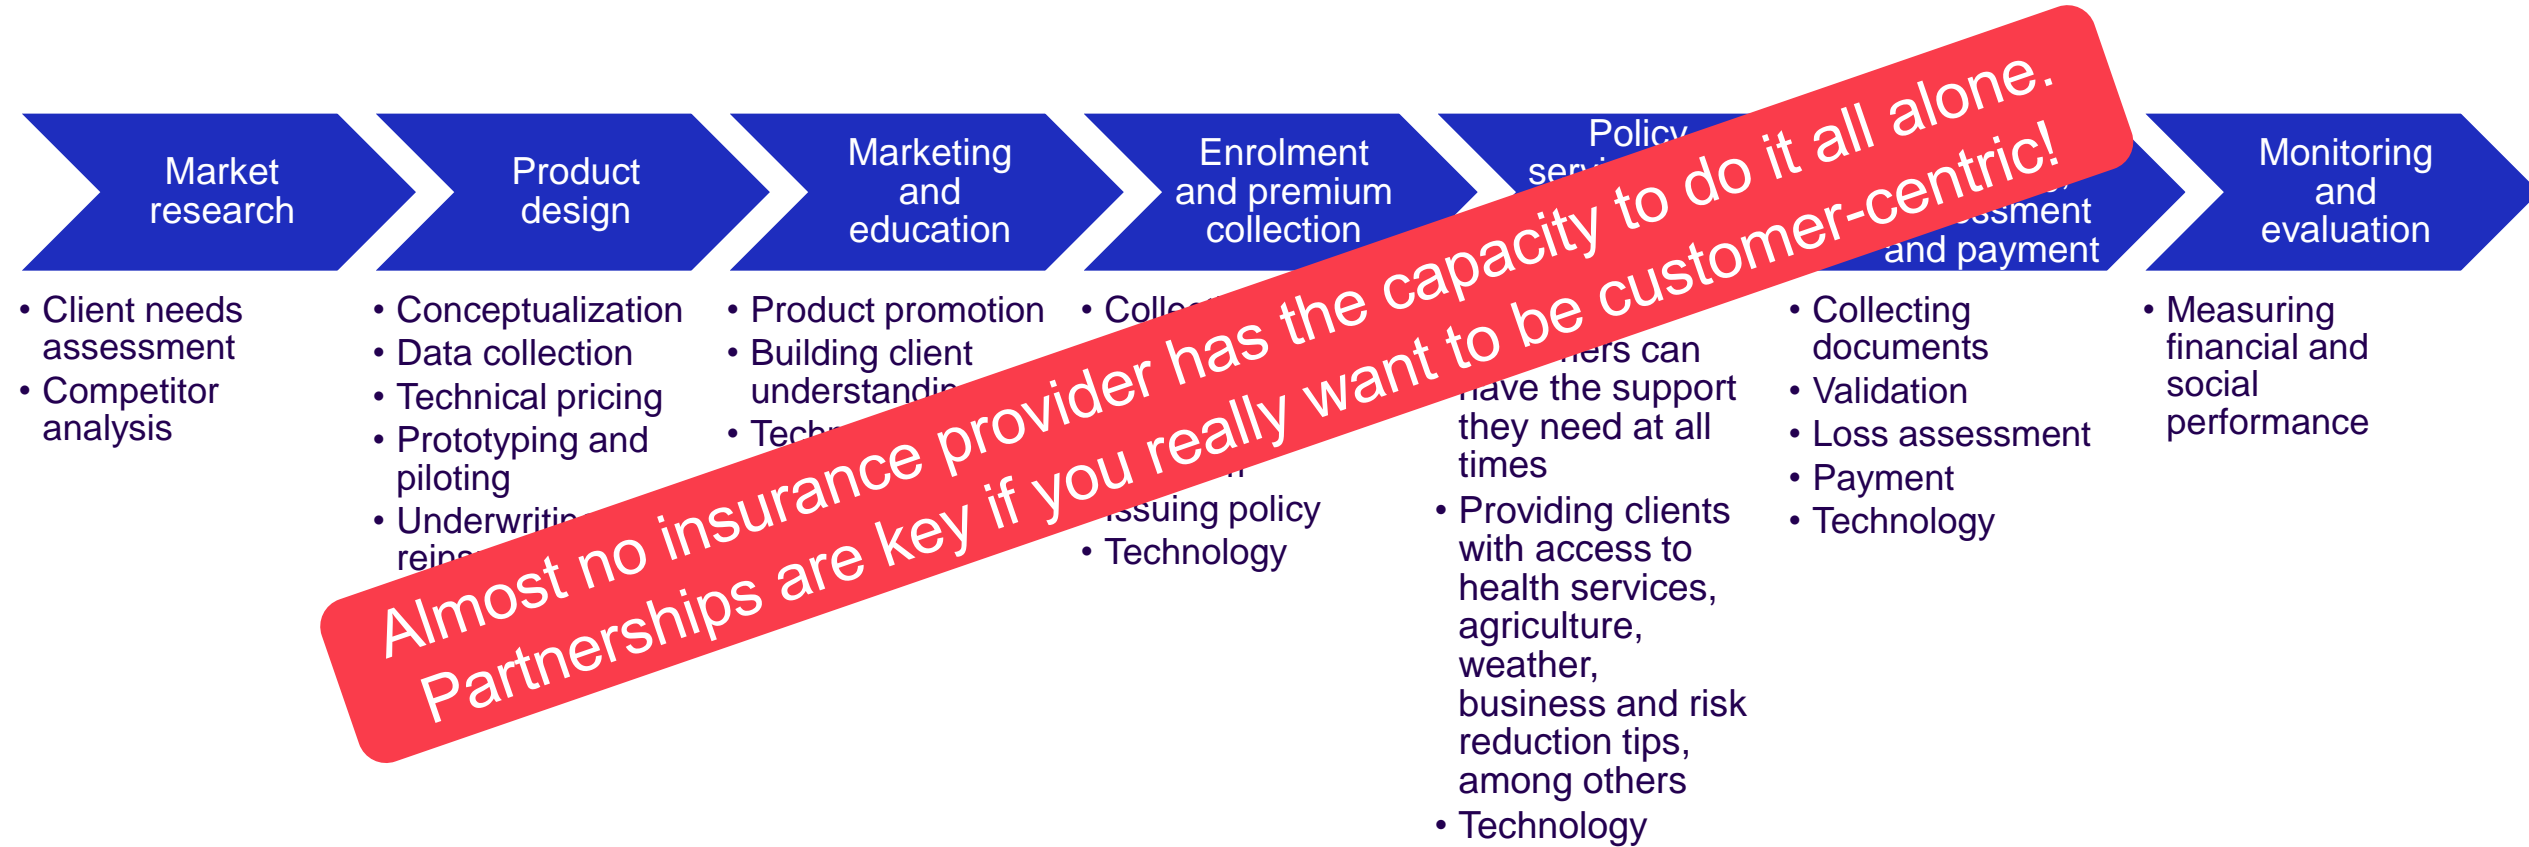 Market
research
Product
design
Marketing
and
education
Enrolment
and premium
collection
Policy
and payment
Monitoring
and
evaluation
• Client needs
assessment
• Competitor
analysis
• Conceptualization
• Data collection
• Technical pricing
• Prototyping and
piloting
• Underwriting
• Product promotion
• Building client
understanding
•
•
Issuing policy
• Technology
can
have the support
they need at all
times
• Providing clients
with access to
health services,
agriculture,
weather,
business and risk
reduction tips,
among others
• Technology
• Collecting
documents
• Validation
• Loss assessment
• Payment
• Technology
• Measuring
financial and
social
performance
Almost no insurance provider has the capacity to do it all alone.
Partnerships are key if you really want to be customer-centric!